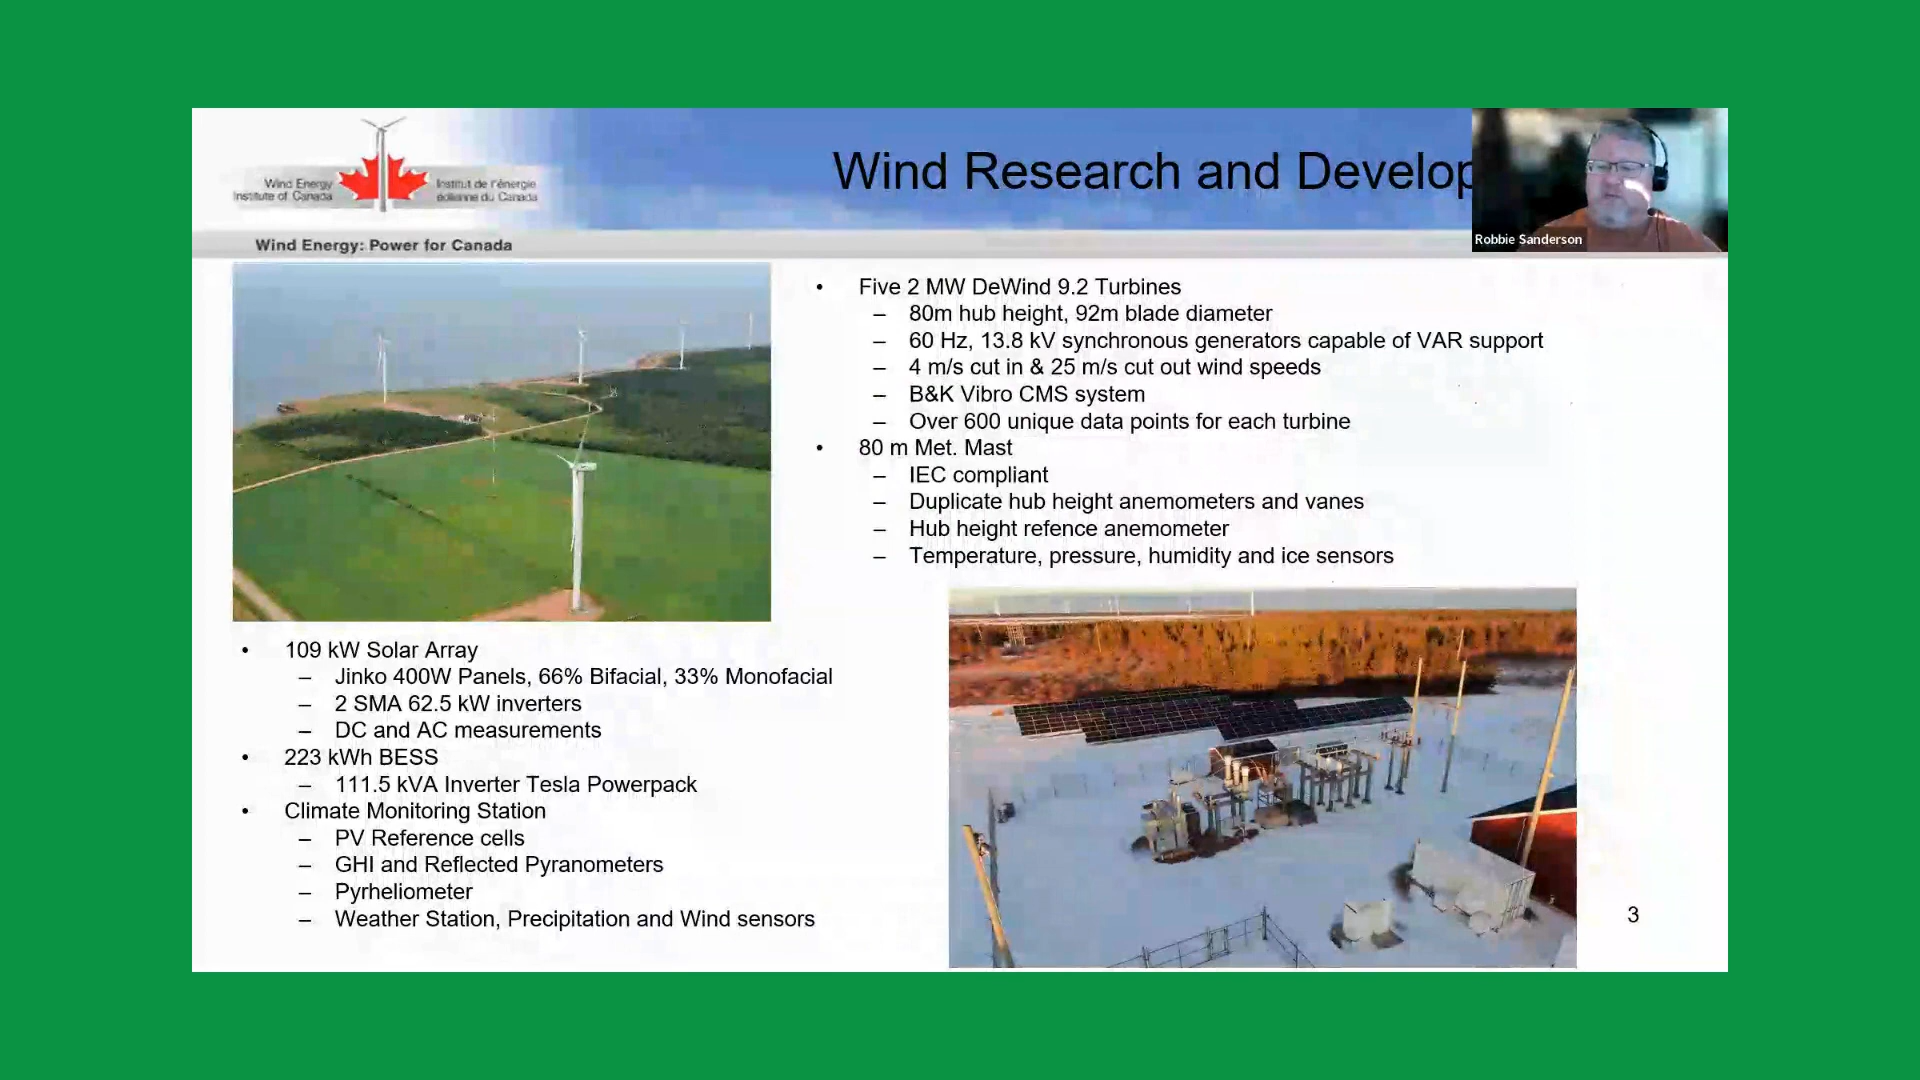 Wind Energy
Institute of Canada
Institut de l'énergie
éolienne du Canada
Wind Research and Develop
Robbie Sanderson
Wind Energy: Power for Canada
• Five 2 MW DeWind 9.2 Turbines
– 80m hub height, 92m blade diameter
– 60 Hz, 13.8 kV synchronous generators capable of VAR support
– 4 m/s cut in & 25 m/s cut out wind speeds
– B&K Vibro CMS system
– Over 600 unique data points for each turbine
• 80 m Met. Mast
– IEC compliant
– Duplicate hub height anemometers and vanes
– Hub height refence anemometer
– Temperature, pressure, humidity and ice sensors
• 109 kW Solar Array
– Jinko 400W Panels, 66% Bifacial, 33% Monofacial
– 2 SMA 62.5 kW inverters
– DC and AC measurements
• 223 kWh BESS
– 111.5 kVA Inverter Tesla Powerpack
• Climate Monitoring Station
– PV Reference cells
– GHI and Reflected Pyranometers
– Pyrheliometer
– Weather Station, Precipitation and Wind sensors
3